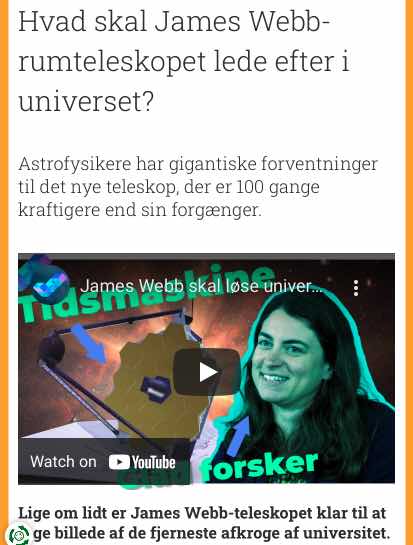 Hvad skal James Webb-
rumteleskopet lede efter i
universet?
Astrofysikere har gigantiske forventninger
til det nye teleskop, der er 100 gange
kraftigere end sin forgænger.
James Webb skal løse univer...
Tidsmaskine
Watch on YouTube
Glad forsker
Lige om lidt er James Webb-teleskopet klar til at
ge billede af de fjerneste afkroge af universitet.